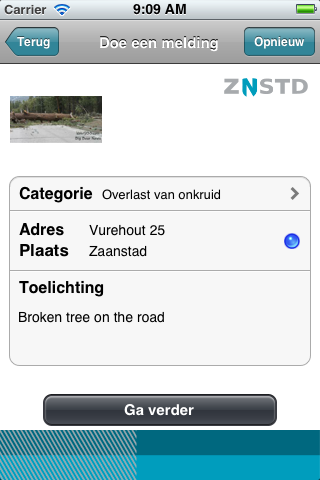 Carrier 9:09 AM
Terug Doe een melding Opnieuw
ZNSTD
Categorie Overlast van onkruid
Adres Vurehout 25
Plaats Zaanstad
Toelichting
Broken tree on the road
Ga verder